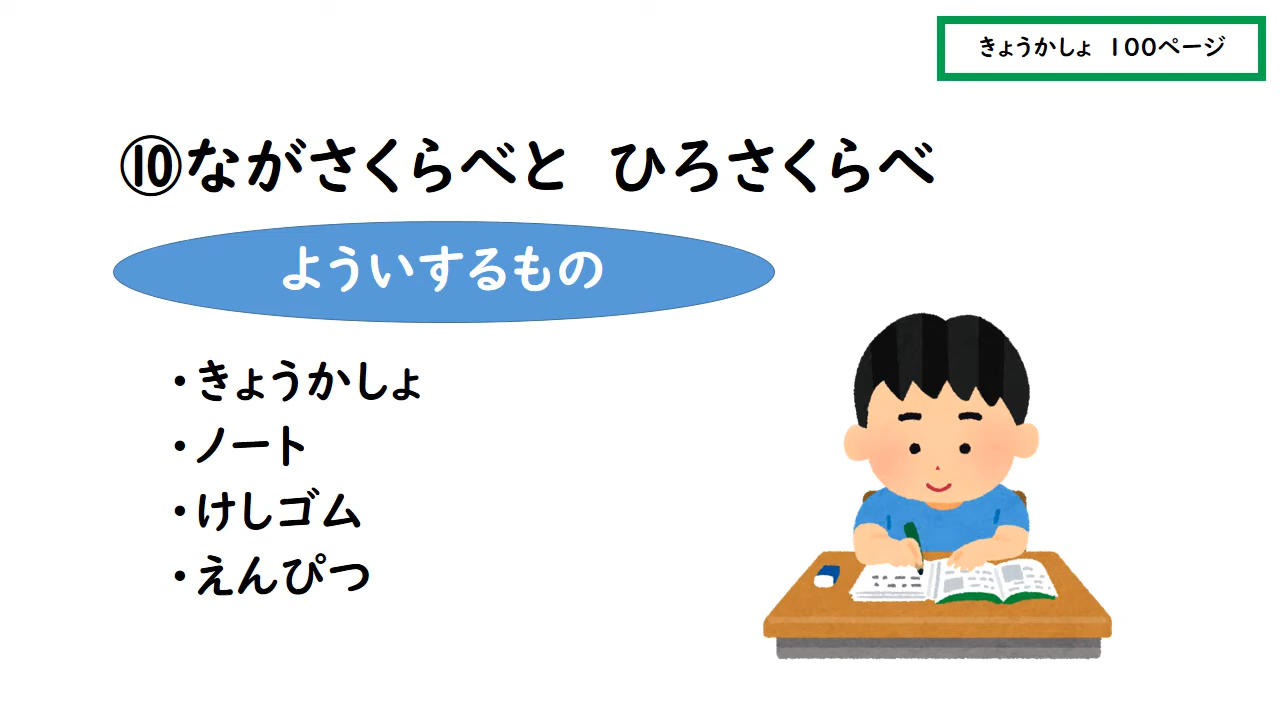 きょうかしょ 100ページ
⑩ながさくらべと ひろさくらべ
よういするもの
・きょうかしょ
・ノート
・けしゴム
・えんぴつ